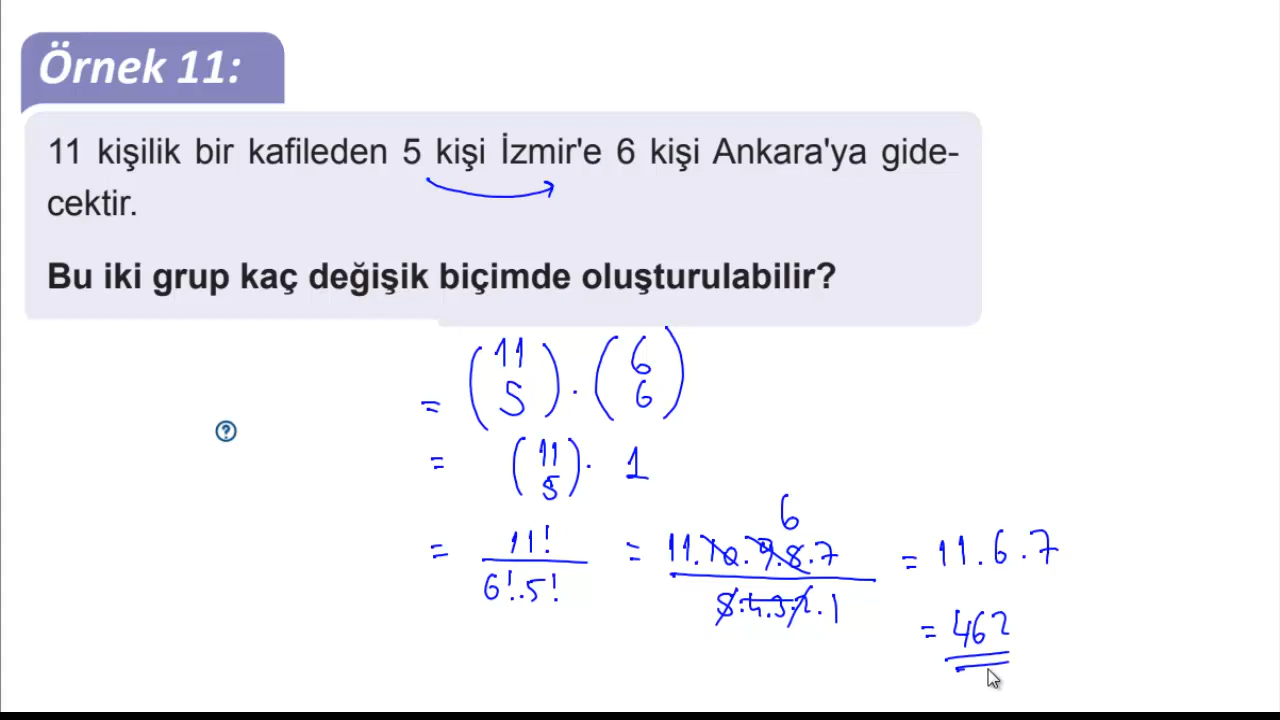 Örnek 11:
11 kişilik bir kafileden 5 kişi İzmir'e 6 kişi Ankara'ya gide-
cektir.
Bu iki grup kaç değişik biçimde oluşturulabilir?
= (11 5) . (6 6)
= (11 5) . 1
= 11! / 6!.5! = 11.10.9.8.7 / 5.4.3.2.1 = 11.6.7
6
= 462
?